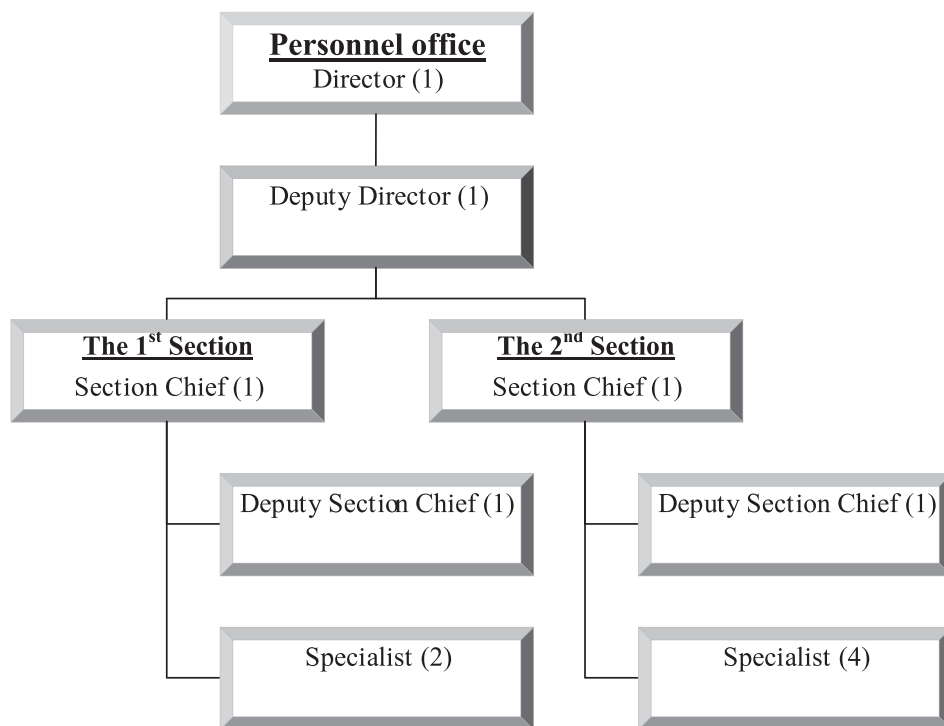 Personnel office
Director (1)
Deputy Director (1)
The 1st Section
Section Chief (1)
The 2nd Section
Section Chief (1)
Deputy Section Chief (1)
Deputy Section Chief (1)
Specialist (2)
Specialist (4)